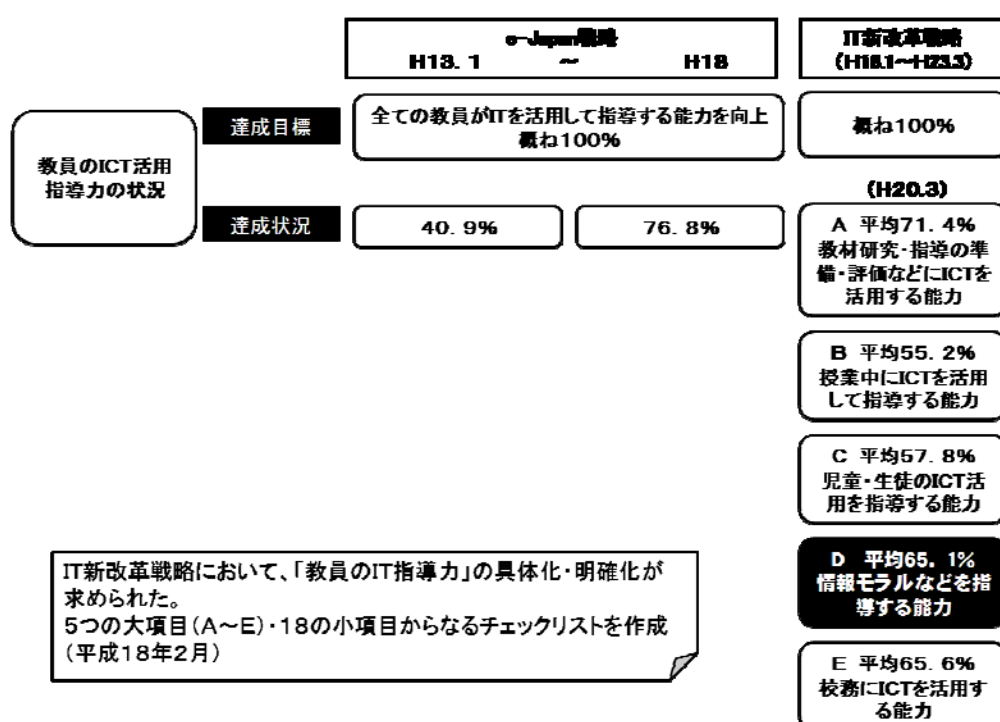 e-Japan戦略
H13.1 ～ H18
IT新改革戦略
(H18.1～H23.3)
教員のICT活用
指導力の状況
達成目標
全ての教員がITを活用して指導する能力を向上
概ね100%
概ね100%
(H20.3)
達成状況
40.9%
76.8%
A 平均71.4%
教材研究・指導の準
備・評価などにICTを
活用する能力
B 平均55.2%
授業中にICTを活用
して指導する能力
C 平均57.8%
児童・生徒のICT活
用を指導する能力
D 平均65.1%
情報モラルなどを指
導する能力
E 平均65.6%
校務にICTを活用す
る能力
IT新改革戦略において、「教員のIT指導力」の具体化・明確化が
求められた。
5つの大項目(A～E)・18の小項目からなるチェックリストを作成
(平成18年2月)